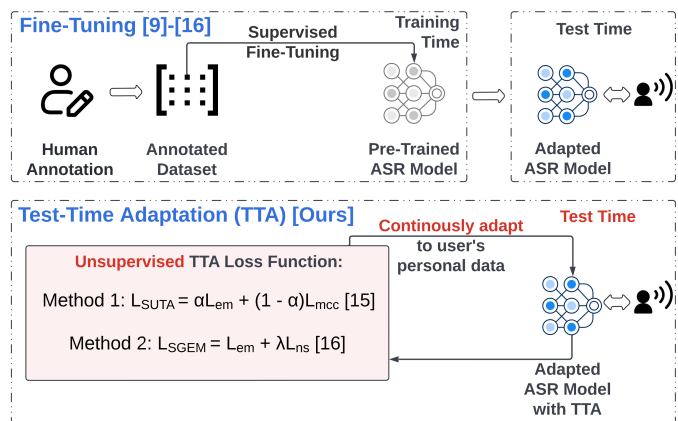 Fine-Tuning [9]-[16]
Supervised
Fine-Tuning
Training
Time
Human
Annotation
Annotated
Dataset
Pre-Trained
ASR Model
Test Time
Adapted
ASR Model
Test-Time Adaptation (TTA) [Ours]
Test Time
Continously adapt
to user's
personal data
Unsupervised TTA Loss Function:
Method 1: LSUTA = αLem + (1 - α)Lmcc [15]
Method 2: LSGEM = Lem + λLns [16]
Adapted
ASR Model
with TTA